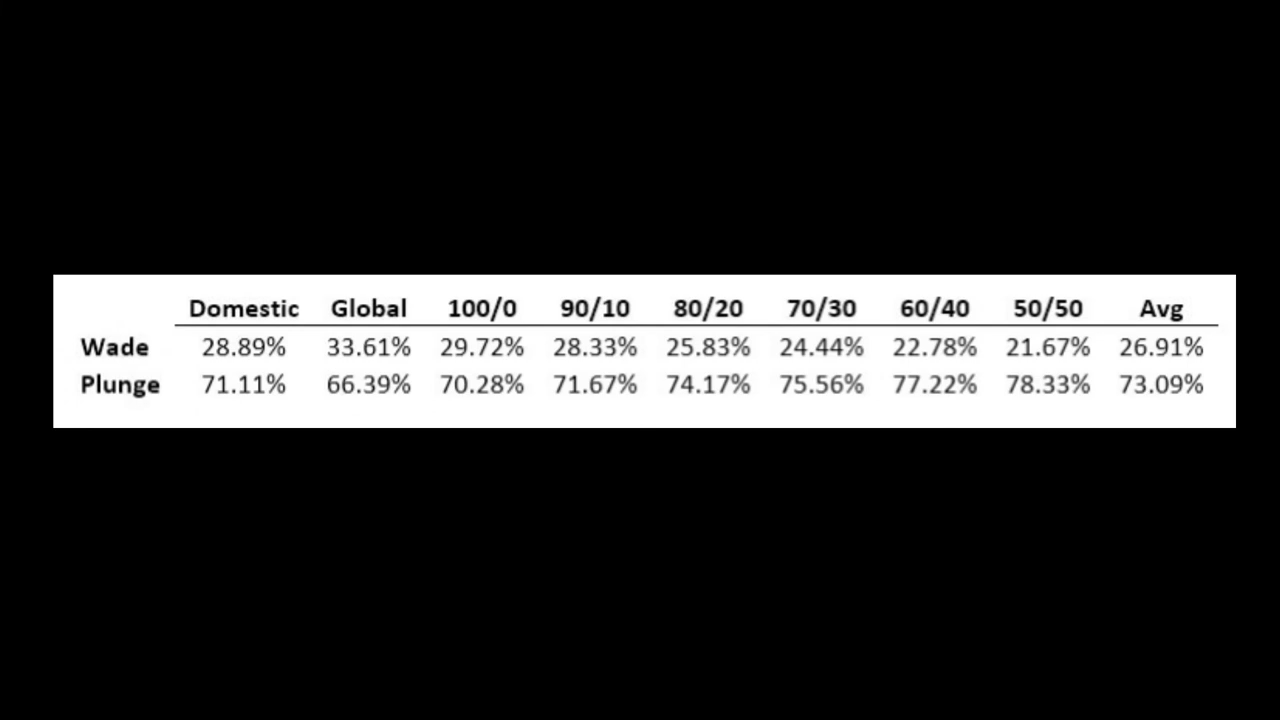 Domestic Global 100/0 90/10 80/20 70/30 60/40 50/50 Avg
Wade 28.89% 33.61% 29.72% 28.33% 25.83% 24.44% 22.78% 21.67% 26.91%
Plunge 71.11% 66.39% 70.28% 71.67% 74.17% 75.56% 77.22% 78.33% 73.09%